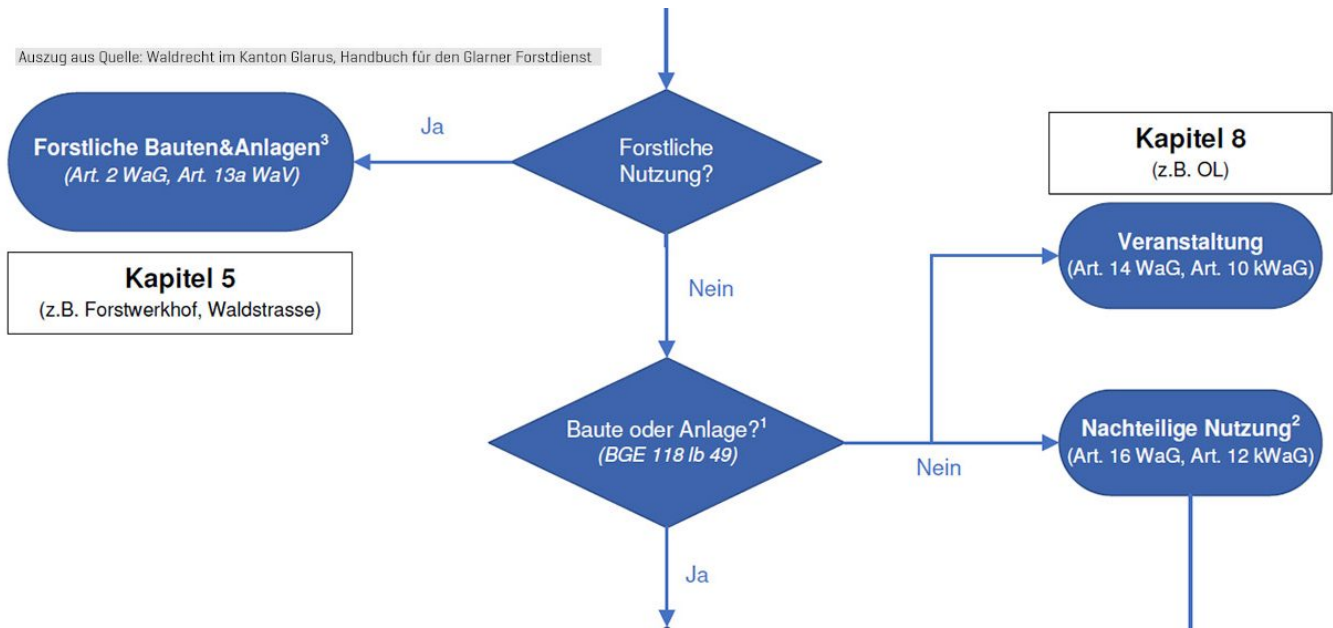 Auszug aus Quelle: Waldrecht im Kanton Glarus, Handbuch für den Glarner Forstdienst
Ja
Forstliche Bauten&Anlagen³
(Art. 2 WaG, Art. 13a WaV)
Forstliche
Nutzung?
Kapitel 8
(z.B. OL)
Veranstaltung
(Art. 14 WaG, Art. 10 kWaG)
Kapitel 5
(z.B. Forstwerkhof, Waldstrasse)
Nein
Baute oder Anlage?¹
(BGE 118 Ib 49)
Nein
Nachteilige Nutzung²
(Art. 16 WaG, Art. 12 kWaG)
Ja